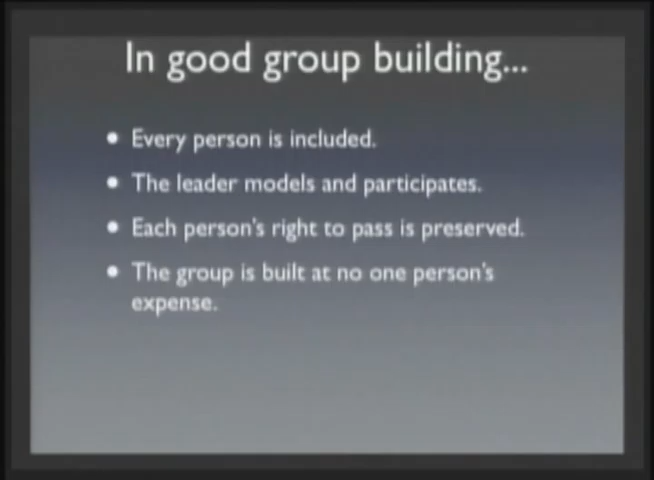 In good group building...
• Every person is included.
• The leader models and participates.
• Each person's right to pass is preserved.
• The group is built at no one person's
expense.